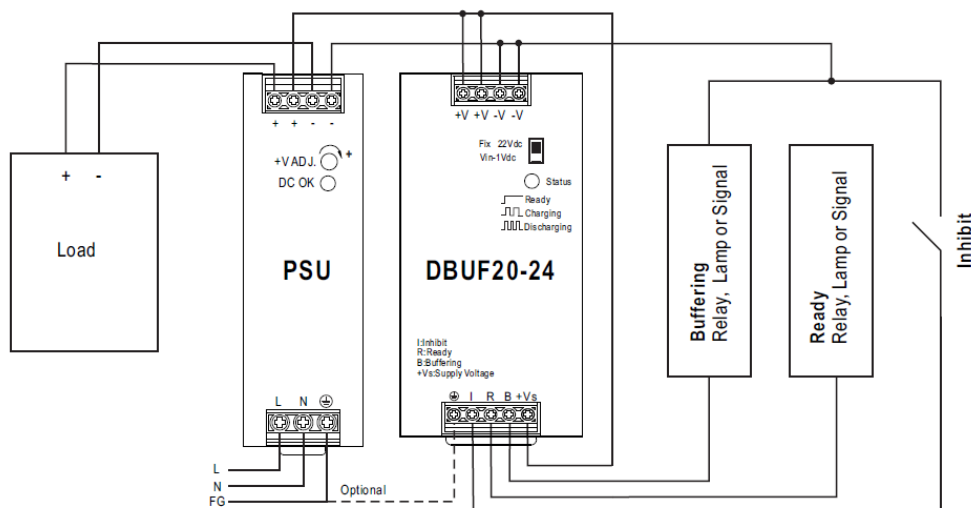 + + - -
+V +V -V -V
+ -
Load
+V ADJ.
+
DC OK
PSU
Fix 22Vdc
Vin-1Vdc
Status
Ready
Charging
Discharging
DBUF20-24
I:Inhibit
R:Ready
B:Buffering
+Vs:Supply Voltage
L N
I R B +Vs
L
N
FG
Optional
Buffering
Relay, Lamp or Signal
Ready
Relay, Lamp or Signal
Inhibit